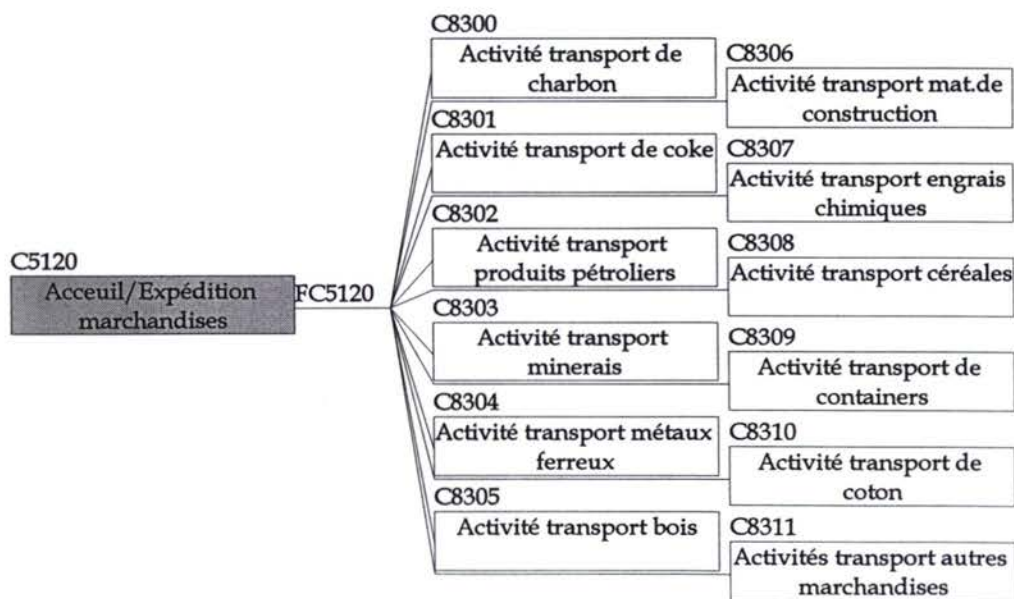 C5120
Acceuil/Expédition
marchandises
FC5120
C8300
Activité transport de
charbon
C8301
Activité transport de coke
C8302
Activité transport
produits pétroliers
C8303
Activité transport
minerais
C8304
Activité transport métaux
ferreux
C8305
Activité transport bois
C8306
Activité transport mat.de
construction
C8307
Activité transport engrais
chimiques
C8308
Activité transport céréales
C8309
Activité transport de
containers
C8310
Activité transport de
coton
C8311
Activités transport autres
marchandises